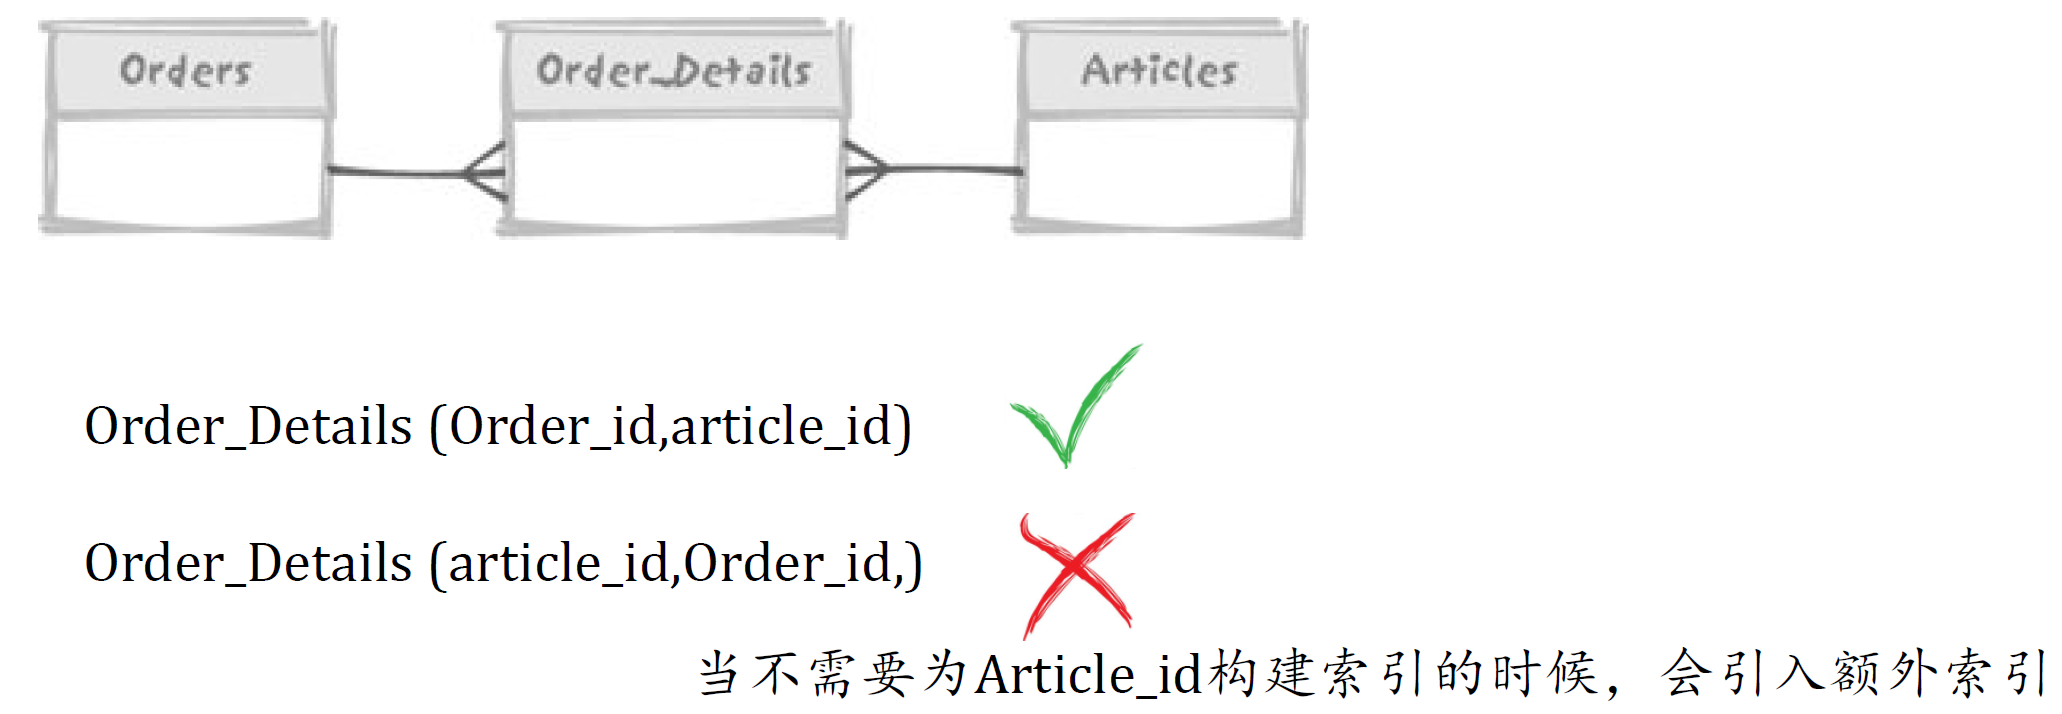 Orders Order_Details Articles
Order_Details (Order_id,article_id)
Order_Details (article_id,Order_id,)
当不需要为Article_id构建索引的时候，会引入额外索引